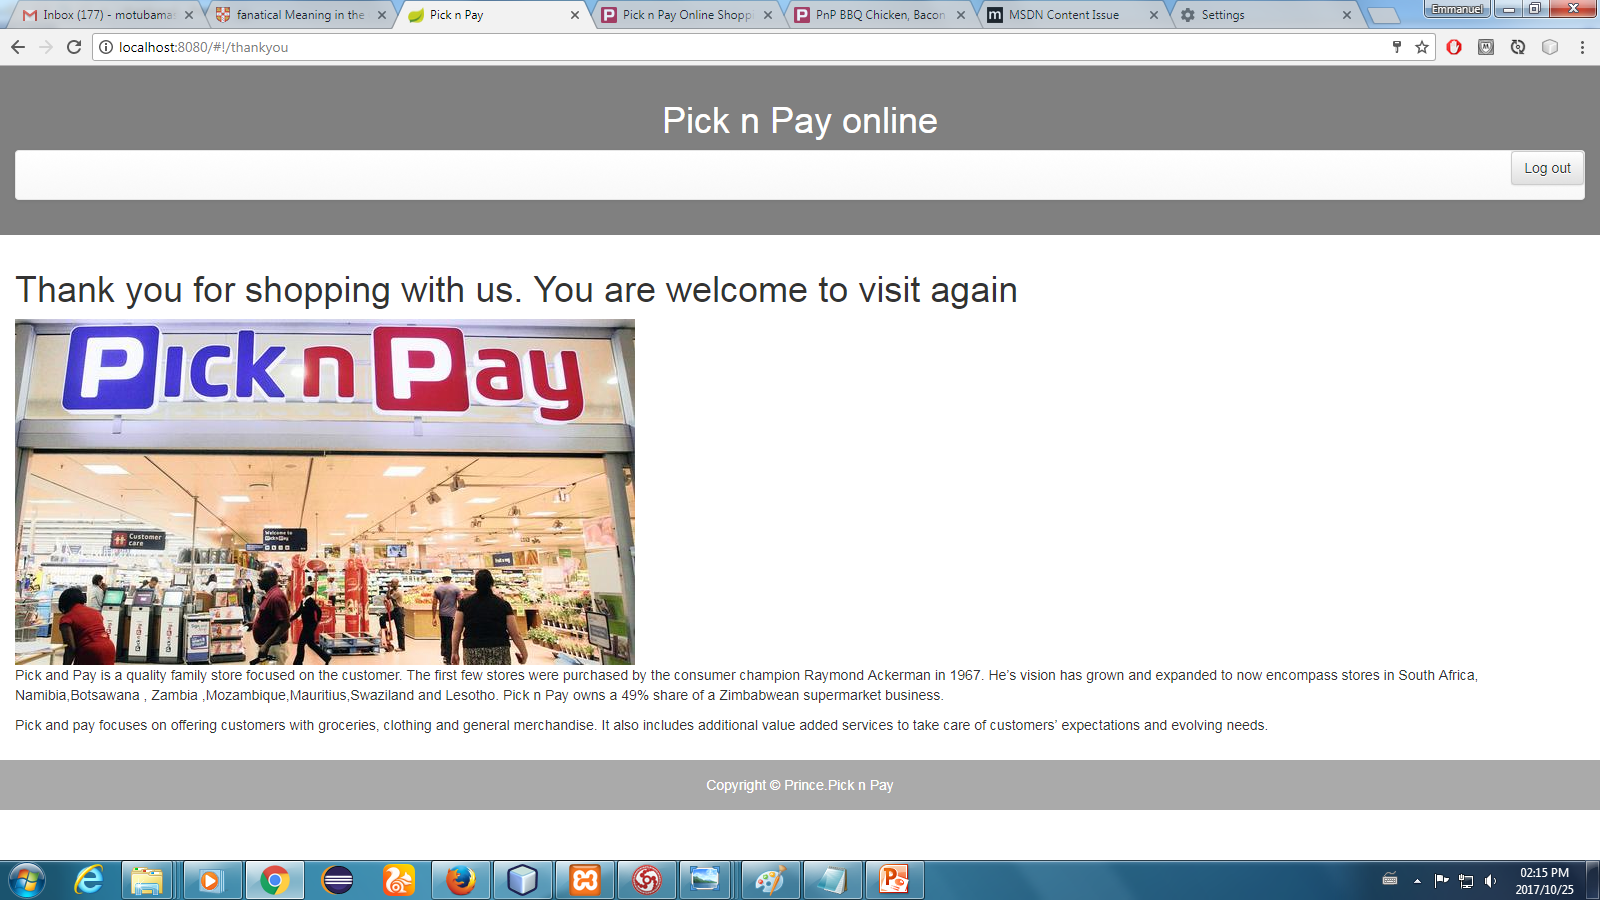 Inbox (177) - motubamas
fanatical Meaning in the
Pick n Pay
Pick n Pay Online Shopp
PnP BBQ Chicken, Bacon
MSDN Content Issue
Settings
Emmanuel
localhost:8080/#!/thankyou
Pick n Pay online
Log out
Thank you for shopping with us. You are welcome to visit again
Pick n Pay
Customer care
Welcome to
PicknPay
Pick and Pay is a quality family store focused on the customer. The first few stores were purchased by the consumer champion Raymond Ackerman in 1967. He’s vision has grown and expanded to now encompass stores in South Africa,
Namibia,Botsawana , Zambia ,Mozambique,Mauritius,Swaziland and Lesotho. Pick n Pay owns a 49% share of a Zimbabwean supermarket business.
Pick and pay focuses on offering customers with groceries, clothing and general merchandise. It also includes additional value added services to take care of customers’ expectations and evolving needs.
Copyright © Prince.Pick n Pay
02:15 PM
2017/10/25